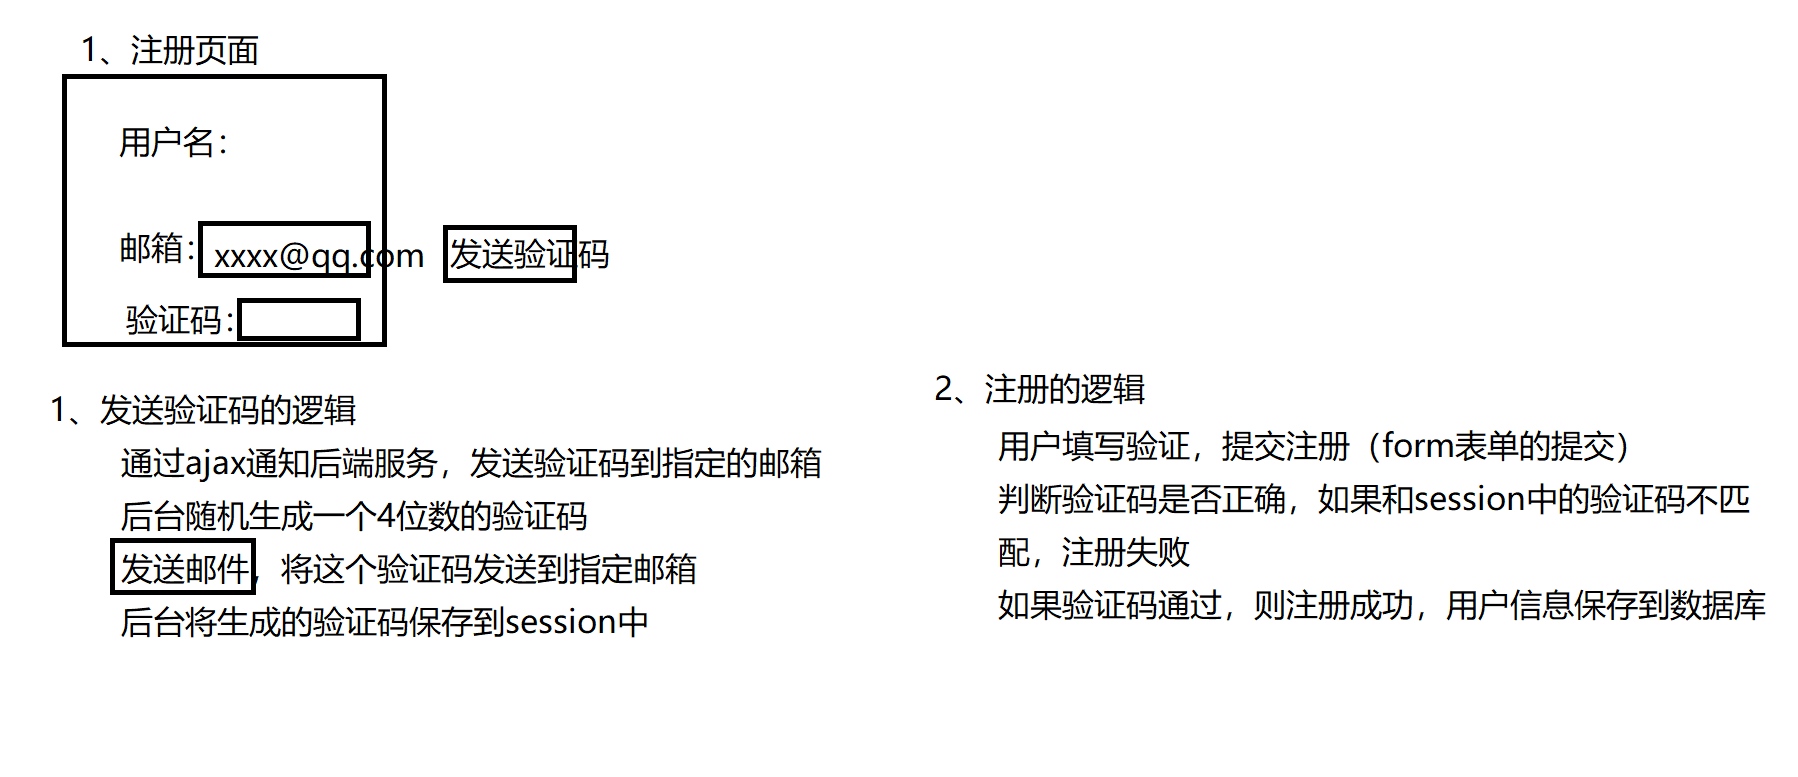 1、注册页面
用户名：
邮箱：xxxx@qq.com 发送验证码
验证码：
1、发送验证码的逻辑
通过ajax通知后端服务，发送验证码到指定的邮箱
后台随机生成一个4位数的验证码
发送邮件，将这个验证码发送到指定邮箱
后台将生成的验证码保存到session中
2、注册的逻辑
用户填写验证，提交注册（form表单的提交）
判断验证码是否正确，如果和session中的验证码不匹
配，注册失败
如果验证码通过，则注册成功，用户信息保存到数据库